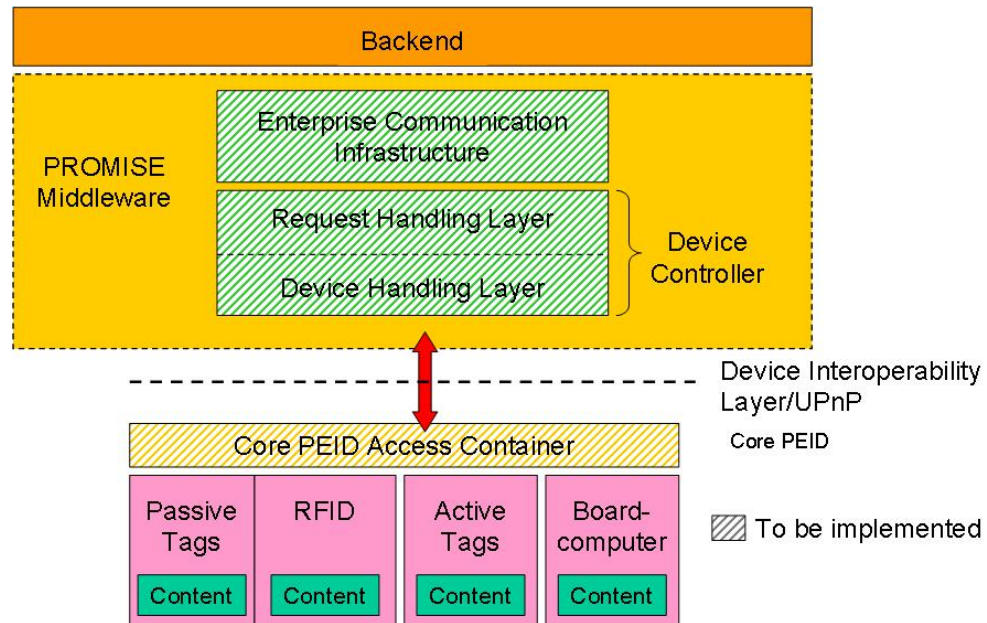 Backend
PROMISE
Middleware
Enterprise Communication
Infrastructure
Request Handling Layer
Device Handling Layer
Device
Controller
Device Interoperability
Layer/UPnP
Core PEID
Core PEID Access Container
Passive
Tags
RFID
Active
Tags
Board-
computer
To be implemented
Content
Content
Content
Content